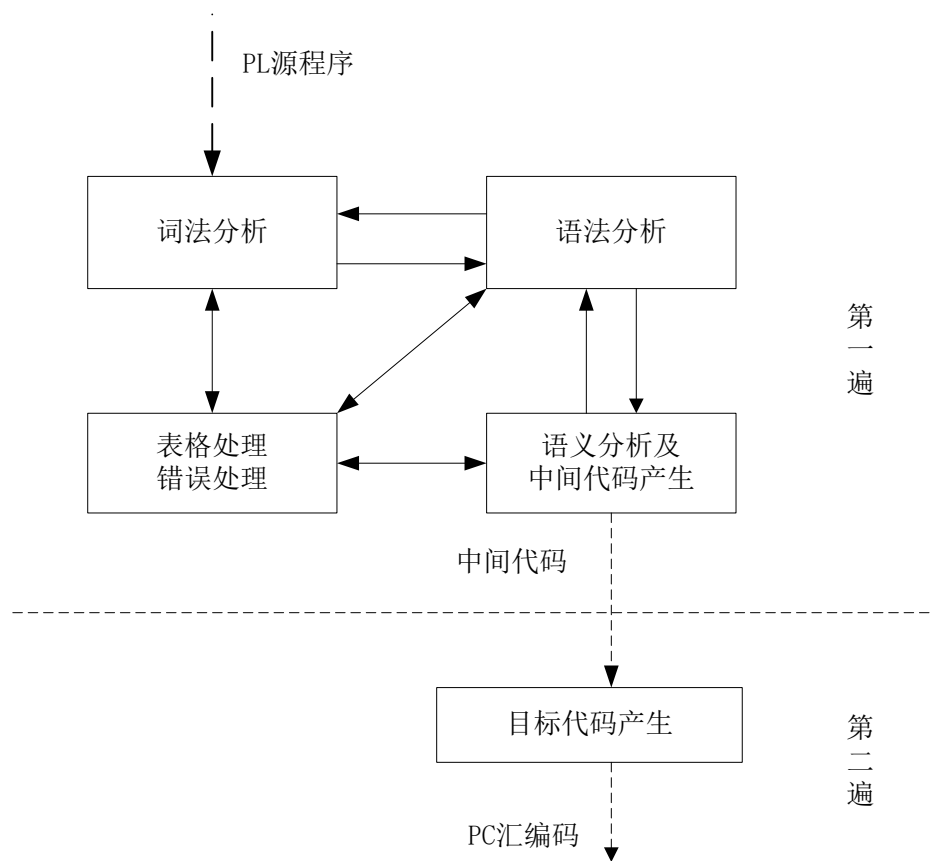 PL源程序
词法分析
语法分析
第一遍
表格处理
错误处理
语义分析及
中间代码产生
中间代码
目标代码产生
第二遍
PC汇编码